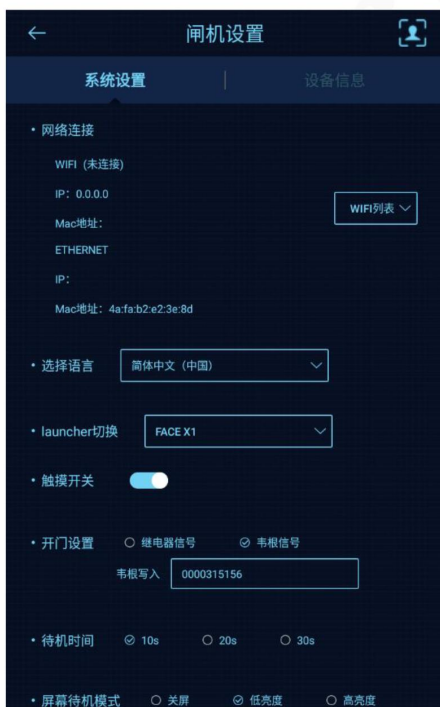 闸机设置
系统设置 设备信息
• 网络连接
WIFI (未连接)
IP: 0.0.0.0
WIFI列表
Mac地址:
ETHERNET
IP:
Mac地址: 4a:fa:b2:e2:3e:8d
• 选择语言 简体中文 (中国)
• launcher切换 FACE X1
• 触摸开关
• 开门设置 继电器信号 韦根信号
韦根写入 0000315156
• 待机时间 10s 20s 30s
• 屏幕待机模式 关屏 低亮度 高亮度